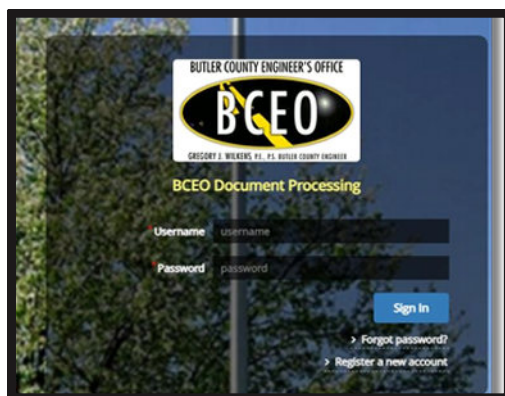 BUTLER COUNTY ENGINEER'S OFFICE
BCEO
GREGORY J. WILKENS, P.E., P.S. BUTLER COUNTY ENGINEER
BCEO Document Processing
*Username username
*Password password
Sign In
> Forgot password?
> Register a new account